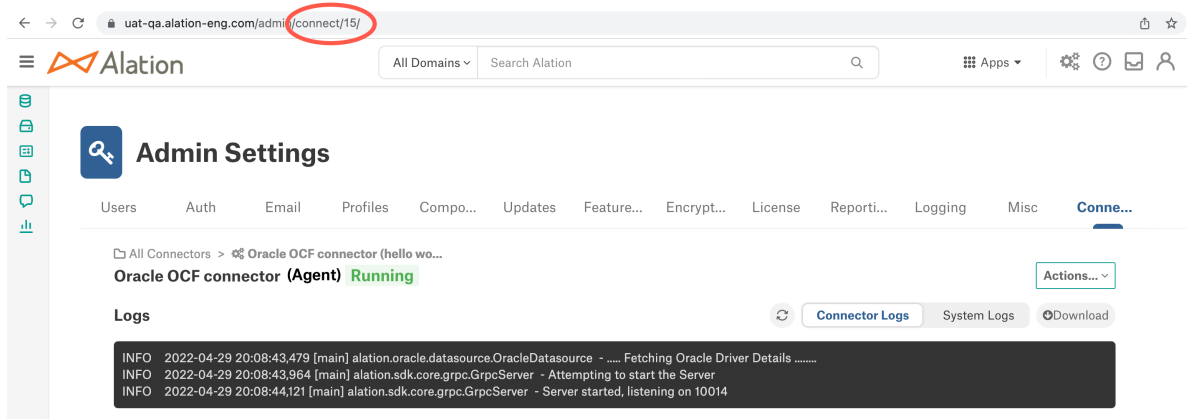 uat-qa.alation-eng.com/admin/connect/15/
Alation
All Domains
Search Alation
Apps
Admin Settings
Users Auth Email Profiles Compo... Updates Feature... Encrypt... License Reporti... Logging Misc Conne...
All Connectors > Oracle OCF connector (hello wo...
Oracle OCF connector (Agent) Running
Actions...
Logs
Connector Logs System Logs Download
INFO 2022-04-29 20:08:43,479 [main] alation.oracle.datasource.OracleDatasource - ..... Fetching Oracle Driver Details ........
INFO 2022-04-29 20:08:43,964 [main] alation.sdk.core.grpc.GrpcServer - Attempting to start the Server
INFO 2022-04-29 20:08:44,121 [main] alation.sdk.core.grpc.GrpcServer - Server started, listening on 10014